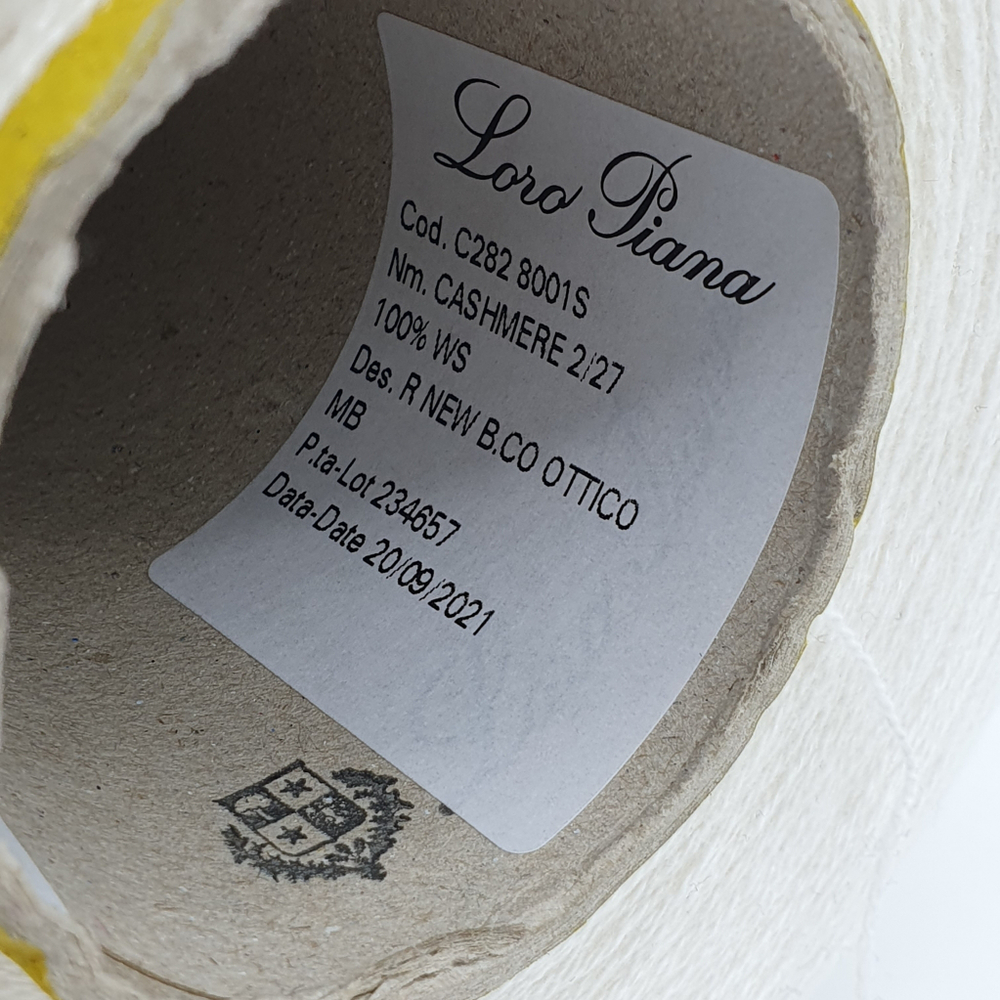 Loro Piana
Cod. C282 8001S
Nm. CASHMERE 2/27
100% WS
Des. R NEW B.CO OTTICO
MB
P.ta-Lot 234657
Data-Date 20/09/2021